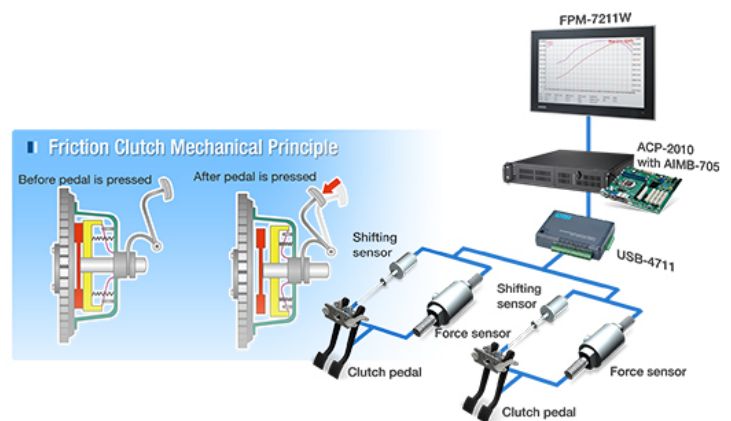 FPM-7211W
Friction Clutch Mechanical Principle
ACP-2010
with AIMB-705
Before pedal is pressed
After pedal is pressed
USB-4711
Shifting
sensor
Shifting
sensor
Force sensor
Clutch pedal
Force sensor
Clutch pedal